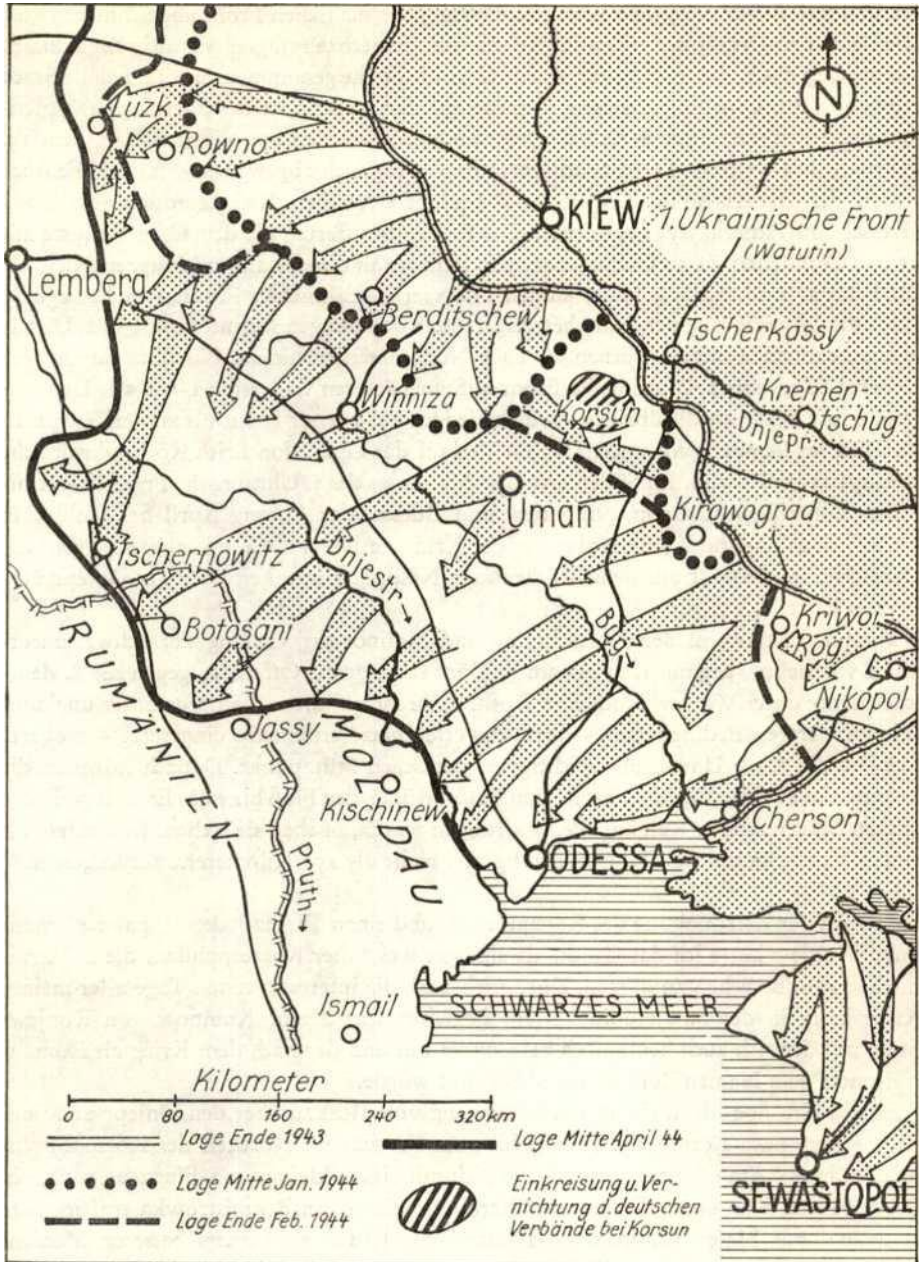 Luzk
Rowno
N
KIEW
1. Ukrainische Front
(Watutin)
Lemberg
Berditschew
Tscherkassy
Winniza
Korsun
Kremen-
tschug
Dnjepr
Uman
Kirowograd
Tschernowitz
Dnjestr
Botosani
Bug
Kriwoi-
Rog
Nikopol
RUMÄNIEN
Jassy
MOLDAU
Kischinew
Cherson
ODESSA
Pruth
Ismail
SCHWARZES MEER
Kilometer
0 80 160 240 320 km
Lage Ende 1943
Lage Mitte April 44
Lage Mitte Jan. 1944
Einkreisung u. Ver-
nichtung d. deutschen
Verbände bei Korsun
Lage Ende Feb. 1944
SEWASTOPOL